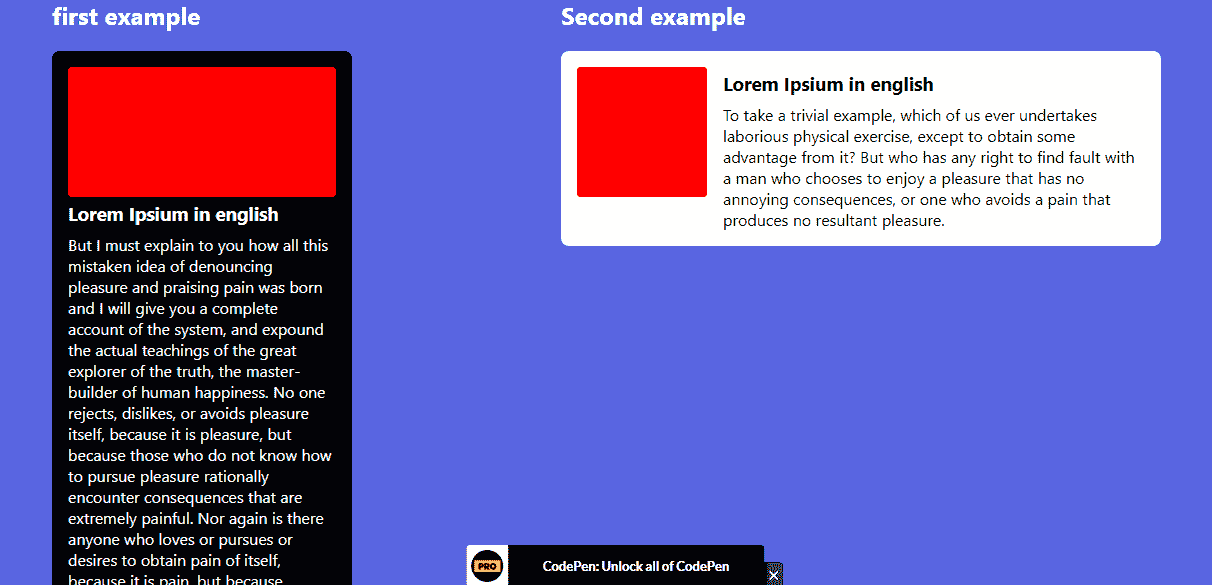 first example
Lorem Ipsium in english
But I must explain to you how all this
mistaken idea of denouncing
pleasure and praising pain was born
and I will give you a complete
account of the system, and expound
the actual teachings of the great
explorer of the truth, the master-
builder of human happiness. No one
rejects, dislikes, or avoids pleasure
itself, because it is pleasure, but
because those who do not know how
to pursue pleasure rationally
encounter consequences that are
extremely painful. Nor again is there
anyone who loves or pursues or
desires to obtain pain of itself,
because it is pain, but because
Second example
Lorem Ipsium in english
To take a trivial example, which of us ever undertakes
laborious physical exercise, except to obtain some
advantage from it? But who has any right to find fault with
a man who chooses to enjoy a pleasure that has no
annoying consequences, or one who avoids a pain that
produces no resultant pleasure.
PRO
CodePen: Unlock all of CodePen